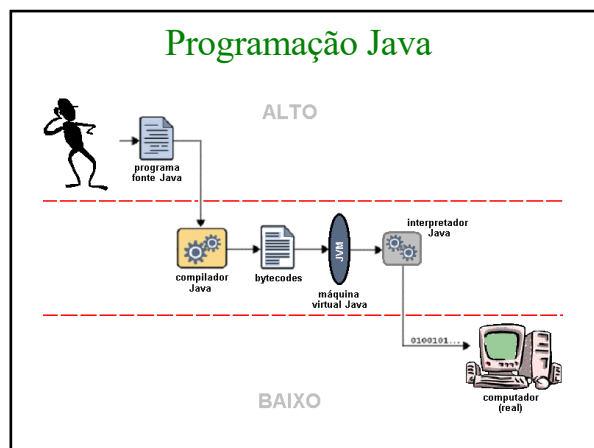 Programação Java
ALTO
programa
fonte Java
compilador
Java
bytecodes
JVM
máquina
virtual Java
interpretador
Java
0100101...
computador
(real)
BAIXO